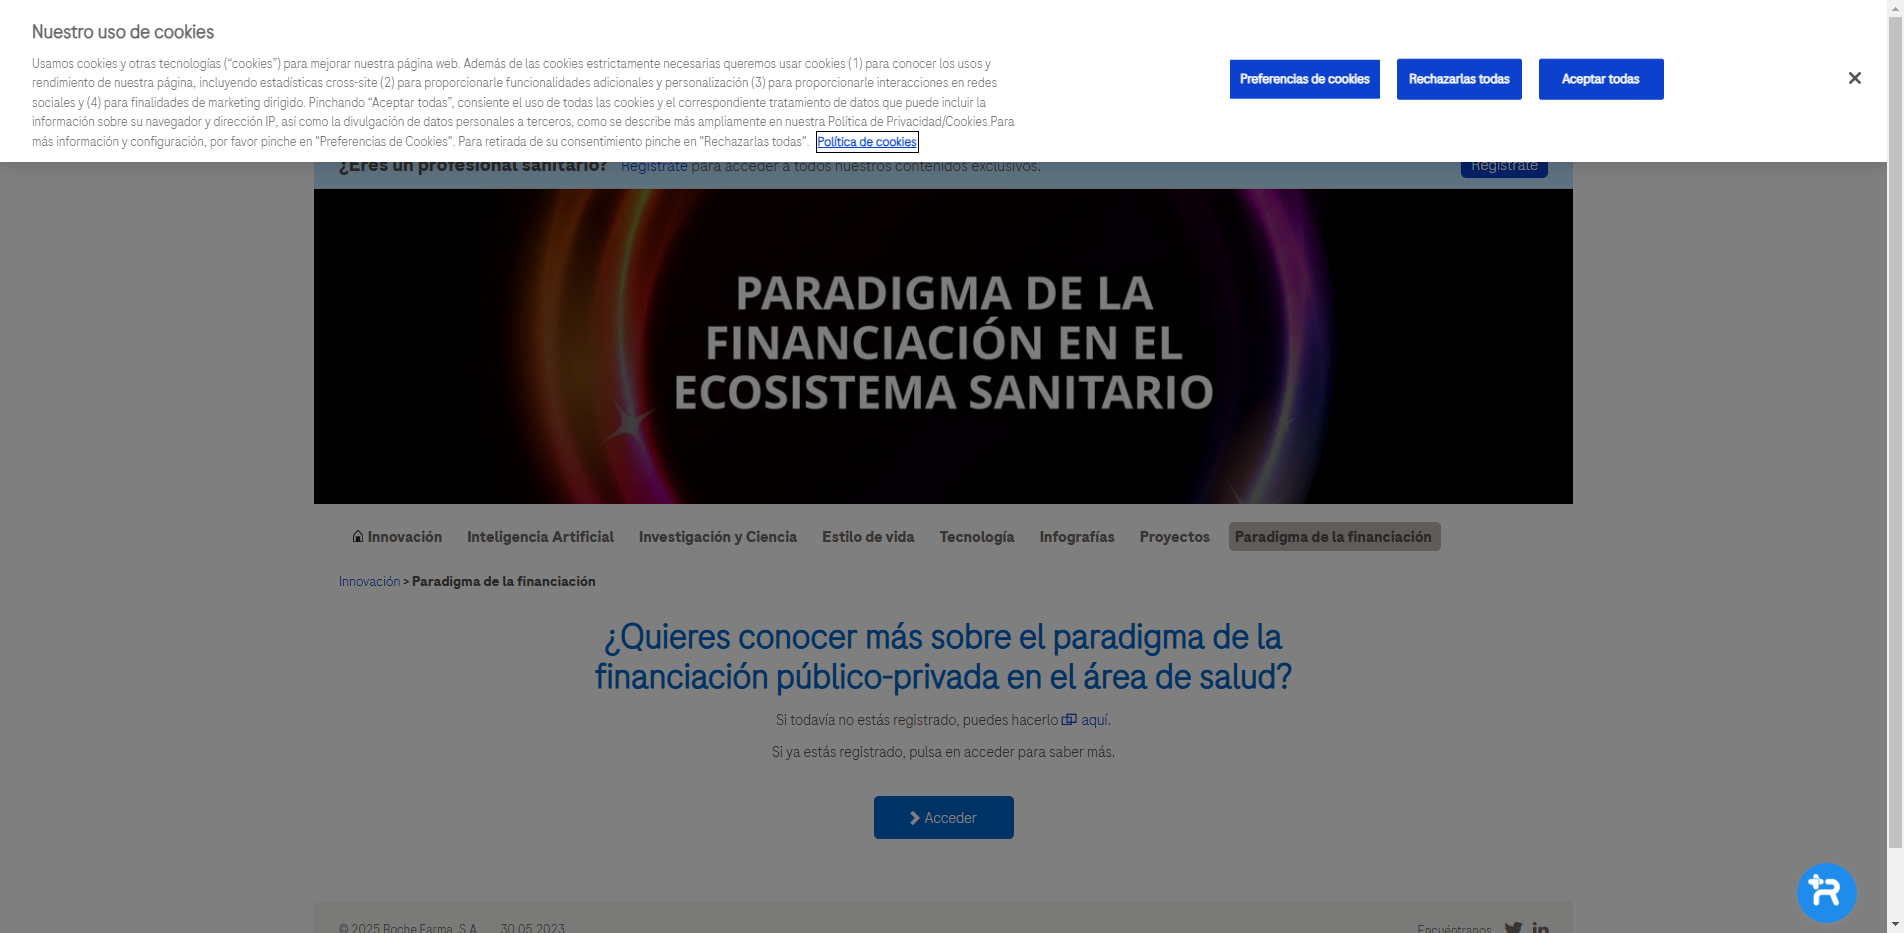 Nuestro uso de cookies
Usamos cookies y otras tecnologías (“cookies”) para mejorar nuestra página web. Además de las cookies estrictamente necesarias queremos usar cookies (1) para conocer los usos y
rendimiento de nuestra página, incluyendo estadísticas cross-site (2) para proporcionarle funcionalidades adicionales y personalización (3) para proporcionarle interacciones en redes
sociales y (4) para finalidades de marketing dirigido. Pinchando “Aceptar todas”, consiente el uso de todas las cookies y el correspondiente tratamiento de datos que puede incluir la
información sobre su navegador y dirección IP, así como la divulgación de datos personales a terceros, como se describe más ampliamente en nuestra Política de Privacidad/Cookies.Para
más información y configuración, por favor pinche en "Preferencias de Cookies". Para retirada de su consentimiento pinche en "Rechazarlas todas". Política de cookies
Preferencias de cookies
Rechazarlas todas
Aceptar todas
¿Eres un profesional sanitario? Regístrate para acceder a todos nuestros contenidos exclusivos.
Regístrate
PARADIGMA DE LA
FINANCIACIÓN EN EL
ECOSISTEMA SANITARIO
Innovación Inteligencia Artificial Investigación y Ciencia Estilo de vida Tecnología Infografías Proyectos Paradigma de la financiación
Innovación > Paradigma de la financiación
¿Quieres conocer más sobre el paradigma de la
financiación público-privada en el área de salud?
Si todavía no estás registrado, puedes hacerlo aquí.
Si ya estás registrado, pulsa en acceder para saber más.
Acceder
© 2025 Roche Farma, S.A. 30.05.2023
Encuéntranos